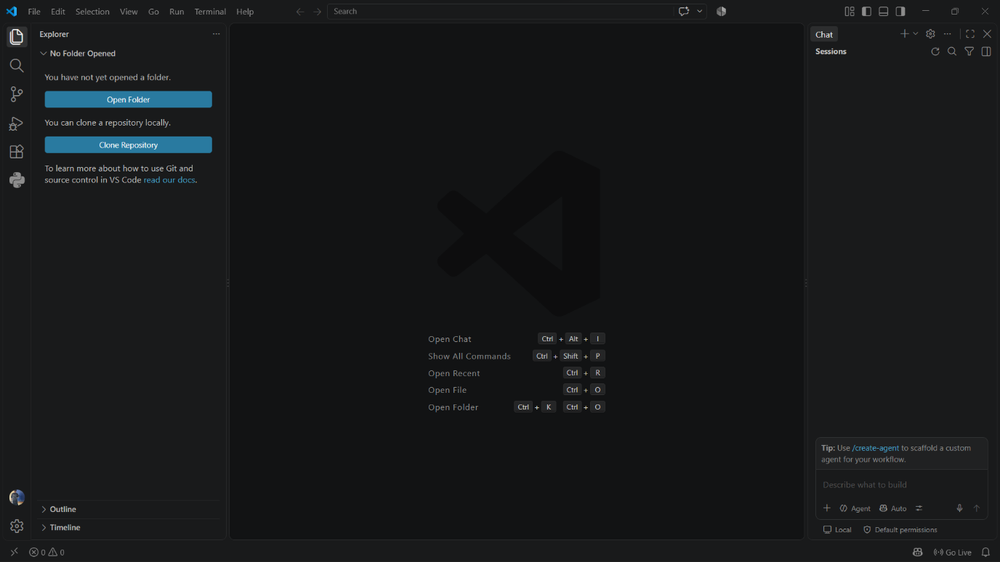 File Edit Selection View Go Run Terminal Help
Search
Explorer
No Folder Opened
You have not yet opened a folder.
Open Folder
You can clone a repository locally.
Clone Repository
To learn more about how to use Git and
source control in VS Code read our docs.
Outline
Timeline
Open Chat Ctrl + Alt + I
Show All Commands Ctrl + Shift + P
Open Recent Ctrl + R
Open File Ctrl + O
Open Folder Ctrl + K Ctrl + O
Chat
Sessions
Tip: Use /create-agent to scaffold a custom
agent for your workflow.
Describe what to build
Agent Auto
Local Default permissions
0 0
Go Live